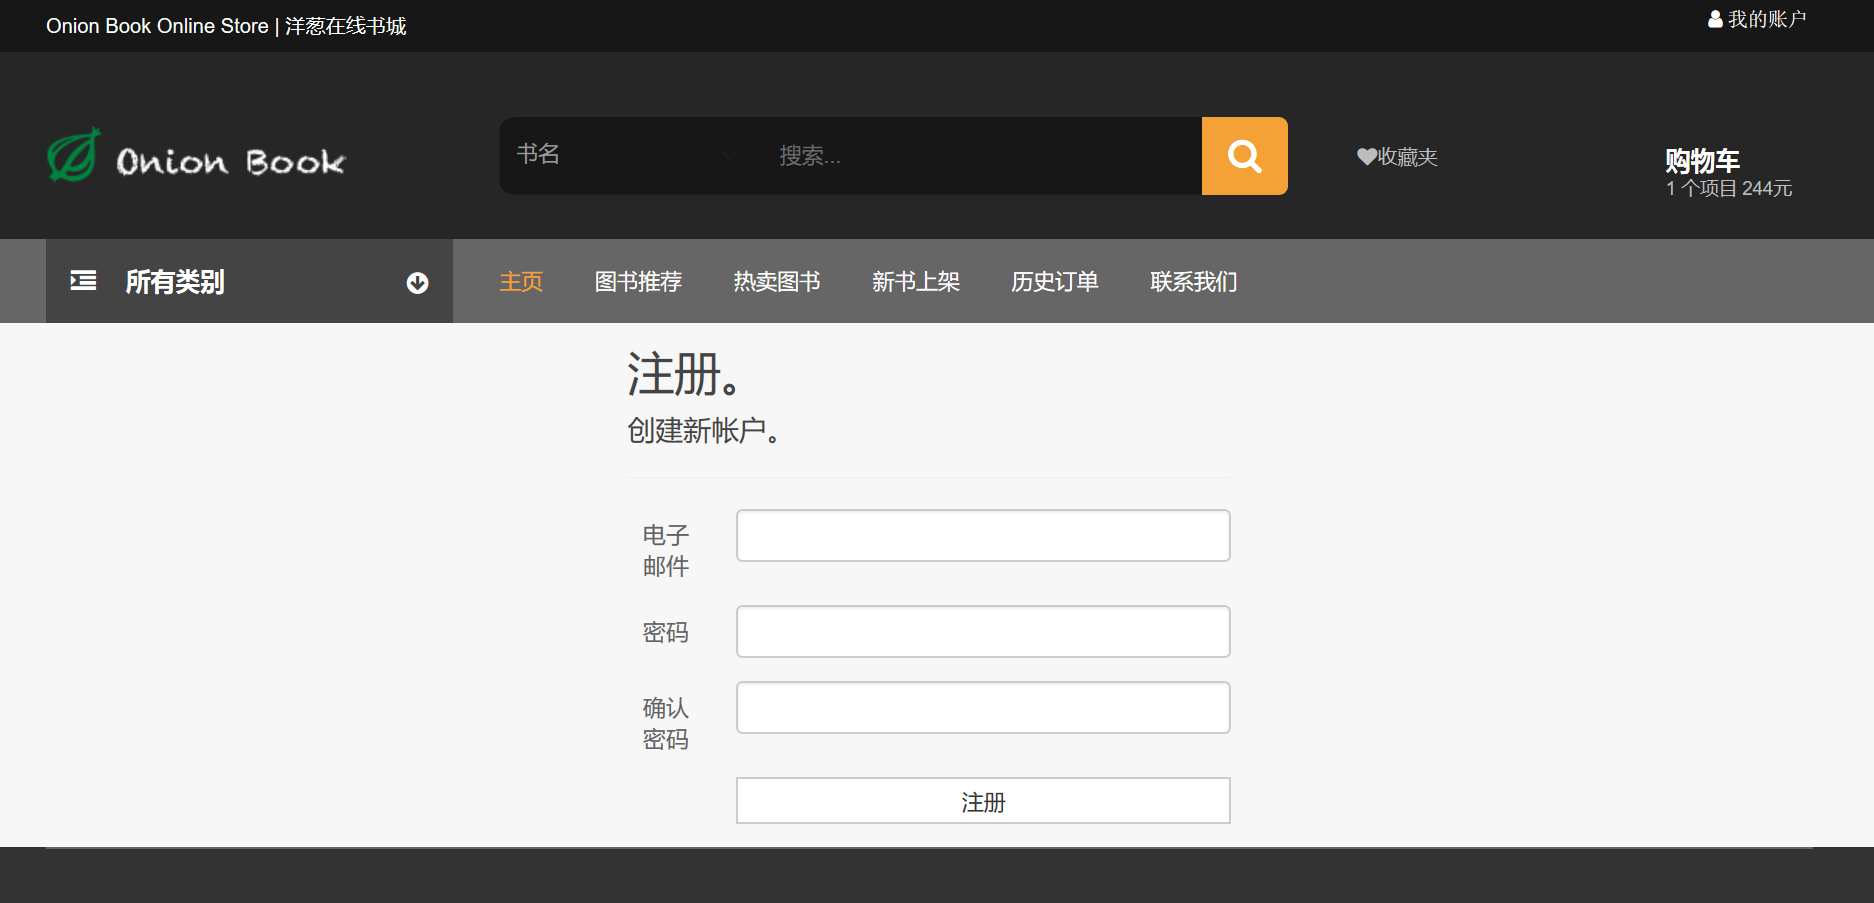 Onion Book Online Store | 洋葱在线书城
我的账户
Onion Book
书名
搜索...
收藏夹
购物车
1 个项目 244元
所有类别
主页
图书推荐
热卖图书
新书上架
历史订单
联系我们
注册。
创建新帐户。
电子
邮件
密码
确认
密码
注册